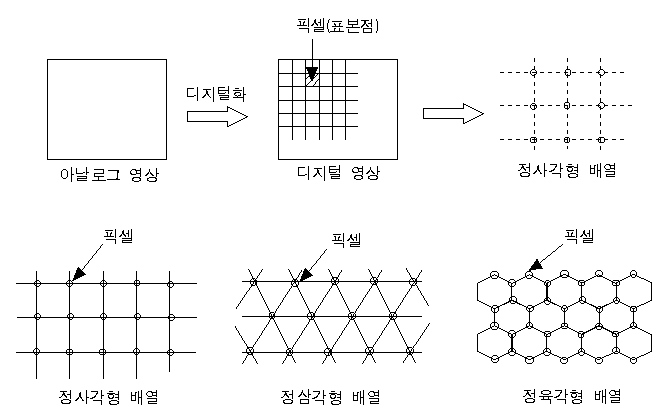 픽셀(표본점)
디지털화
아날로그 영상
디지털 영상
정사각형 배열
픽셀
픽셀
픽셀
정사각형 배열
정삼각형 배열
정육각형 배열